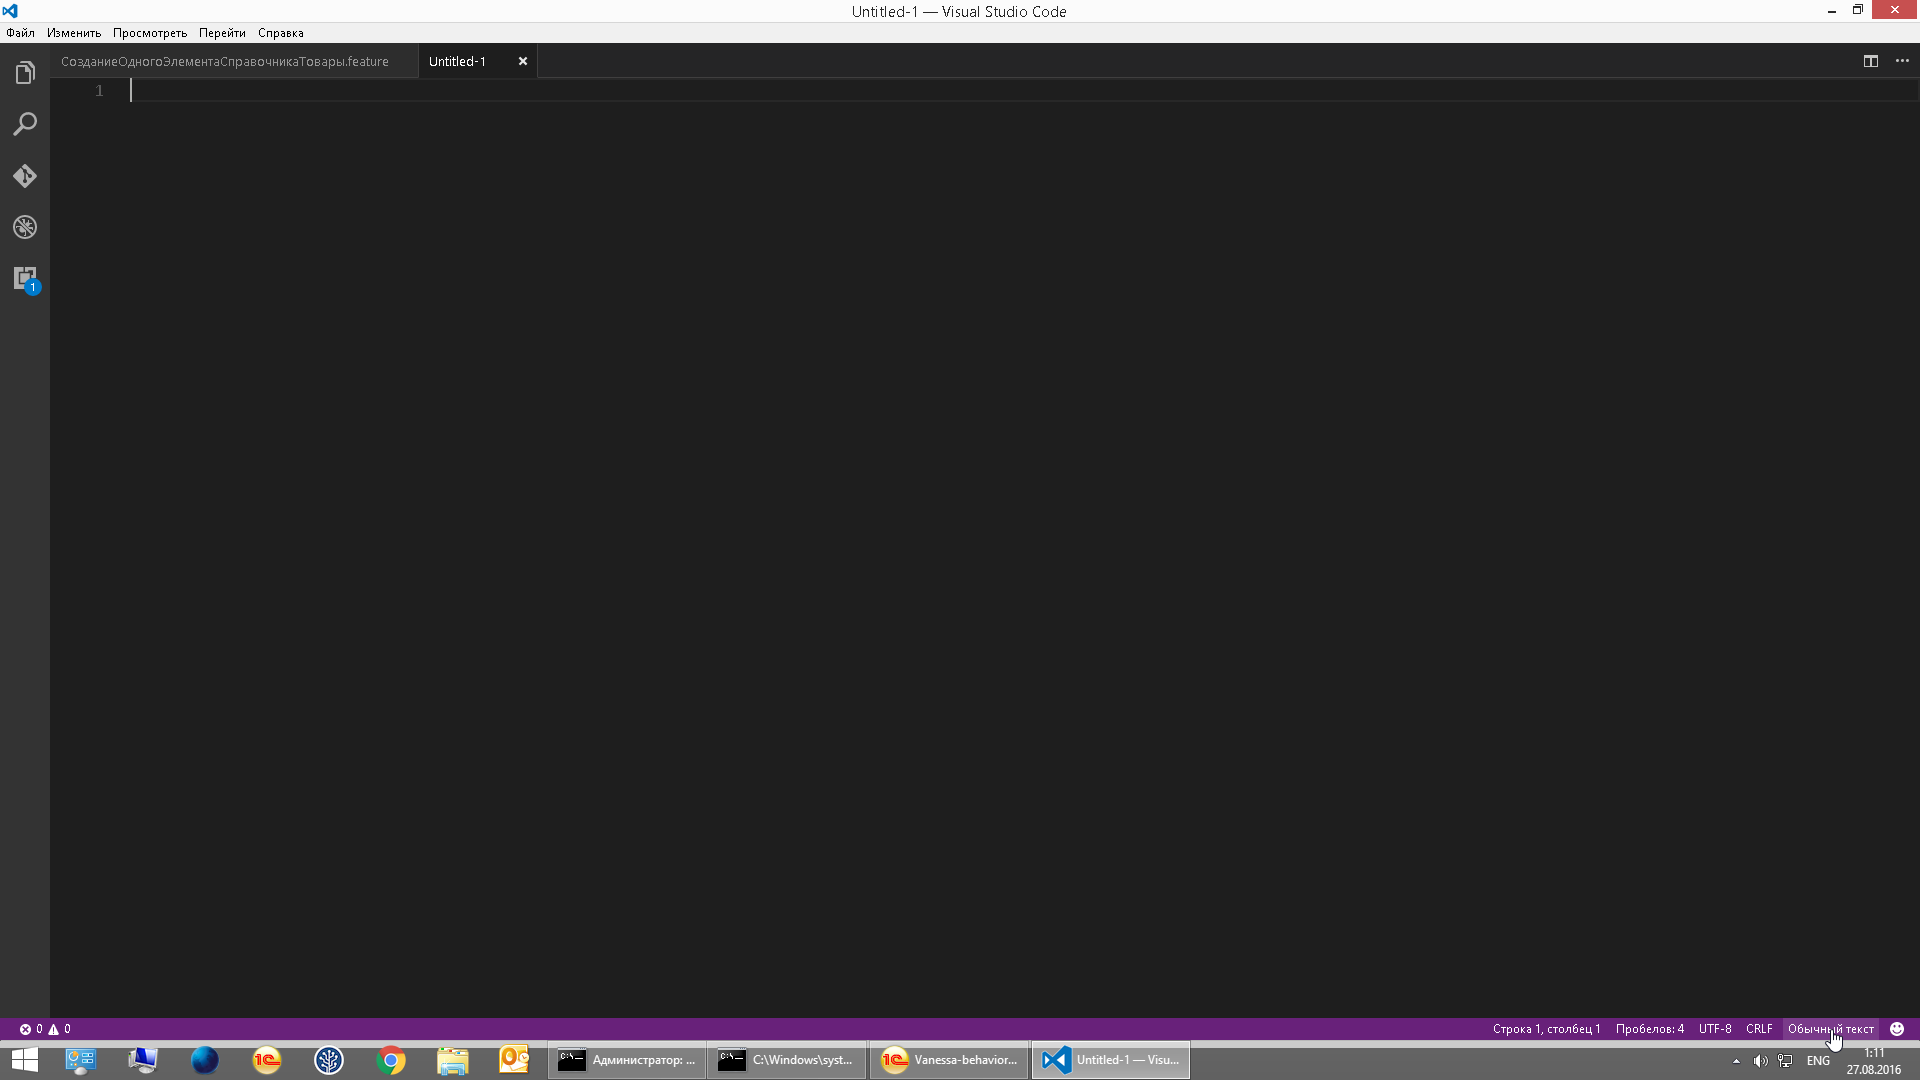 Untitled-1 — Visual Studio Code
Файл Изменить Просмотреть Перейти Справка
СозданиеОдногоЭлементаСправочникаТовары.feature Untitled-1
1
1
0 0 Строка 1, столбец 1 Пробелов: 4 UTF-8 CRLF Обычный текст
Администратор: ... C:\Windows\syst... Vanessa-behavior... Untitled-1 — Visu... ENG 1:11
27.08.2016